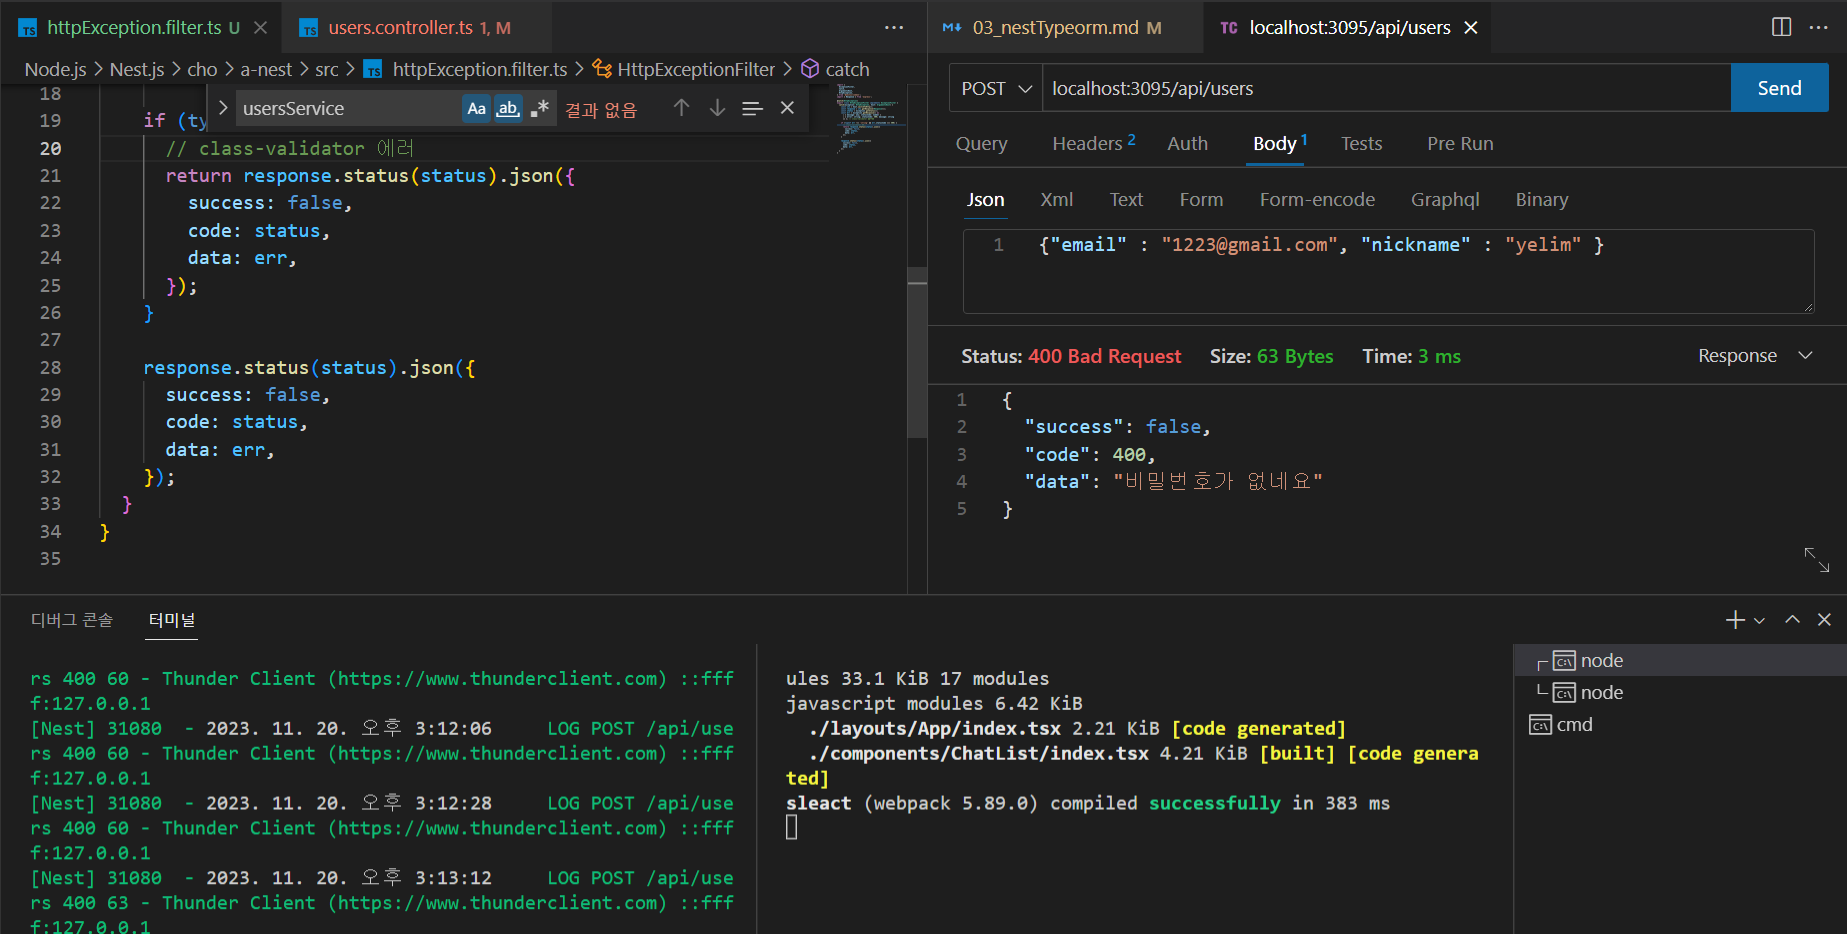 httpException.filter.ts U
users.controller.ts 1, M
Node.js > Nest.js > cho > a-nest > src > httpException.filter.ts > HttpExceptionFilter > catch
usersService
Aa
ab
결과 없음
18
19 if (ty
20 // class-validator 에러
21 return response.status(status).json({
22 success: false,
23 code: status,
24 data: err,
25 });
26 }
27
28 response.status(status).json({
29 success: false,
30 code: status,
31 data: err,
32 });
33 }
34 }
35
03_nestTypeorm.md M
TC localhost:3095/api/users
POST
localhost:3095/api/users
Send
Query Headers 2 Auth Body 1 Tests Pre Run
Json Xml Text Form Form-encode Graphql Binary
1 {"email" : "1223@gmail.com", "nickname" : "yelim" }
Status: 400 Bad Request Size: 63 Bytes Time: 3 ms
Response
1 {
2 "success": false,
3 "code": 400,
4 "data": "비밀번호가 없네요"
5 }
디버그 콘솔 터미널
rs 400 60 - Thunder Client (https://www.thunderclient.com) ::fff
f:127.0.0.1
[Nest] 31080 - 2023. 11. 20. 오후 3:12:06 LOG POST /api/use
rs 400 60 - Thunder Client (https://www.thunderclient.com) ::fff
f:127.0.0.1
[Nest] 31080 - 2023. 11. 20. 오후 3:12:28 LOG POST /api/use
rs 400 60 - Thunder Client (https://www.thunderclient.com) ::fff
f:127.0.0.1
[Nest] 31080 - 2023. 11. 20. 오후 3:13:12 LOG POST /api/use
rs 400 63 - Thunder Client (https://www.thunderclient.com) ::fff
f:127.0.0.1
ules 33.1 KiB 17 modules
javascript modules 6.42 KiB
./layouts/App/index.tsx 2.21 KiB [code generated]
./components/ChatList/index.tsx 4.21 KiB [built] [code genera
ted]
sleact (webpack 5.89.0) compiled successfully in 383 ms
node
node
cmd